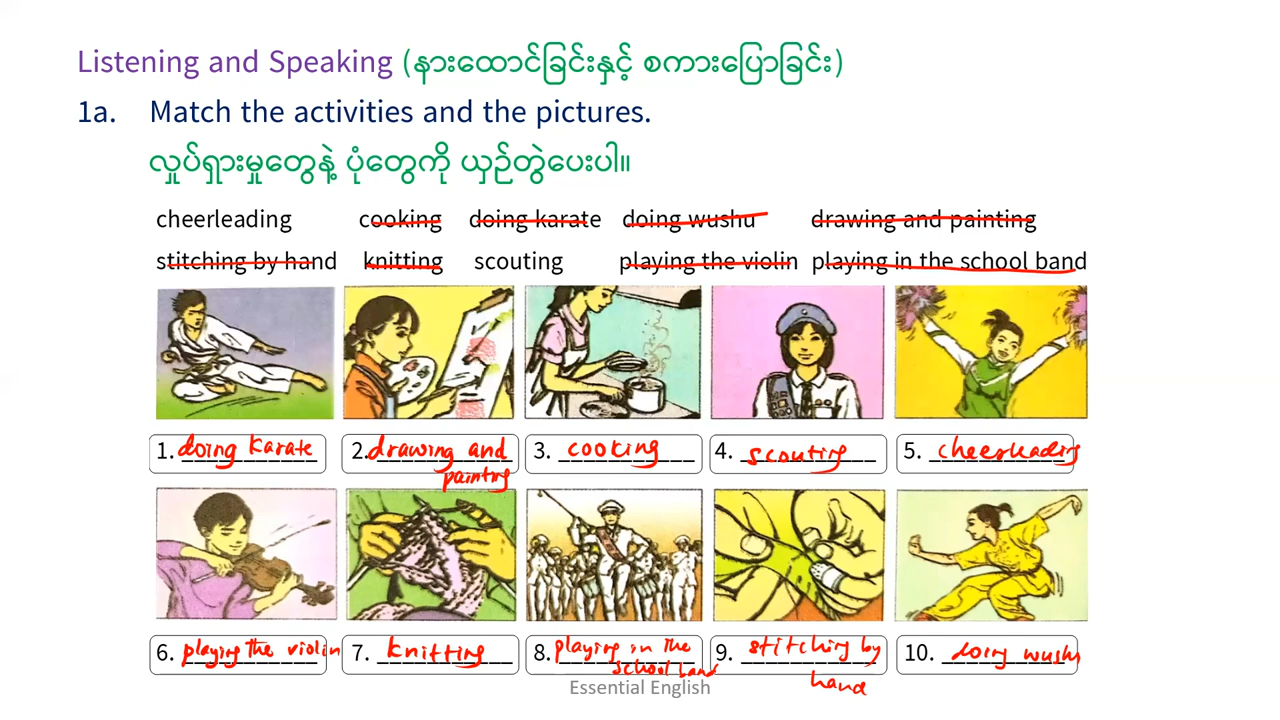 Listening and Speaking (နားထောင်ခြင်းနှင့် စကားပြောခြင်း)
1a. Match the activities and the pictures.
လှုပ်ရှားမှုတွေနဲ့ ပုံတွေကို ယှဉ်တွဲပေးပါ။
cheerleading cooking doing karate doing wushu drawing and painting
stitching by hand knitting scouting playing the violin playing in the school band
1. doing karate 2. drawing and 3. cooking 4. scouting 5. cheerleading
painting
6. playing the violin 7. knitting 8. playing in the 9. stitching by 10. doing wushu
school band
hand
Essential English